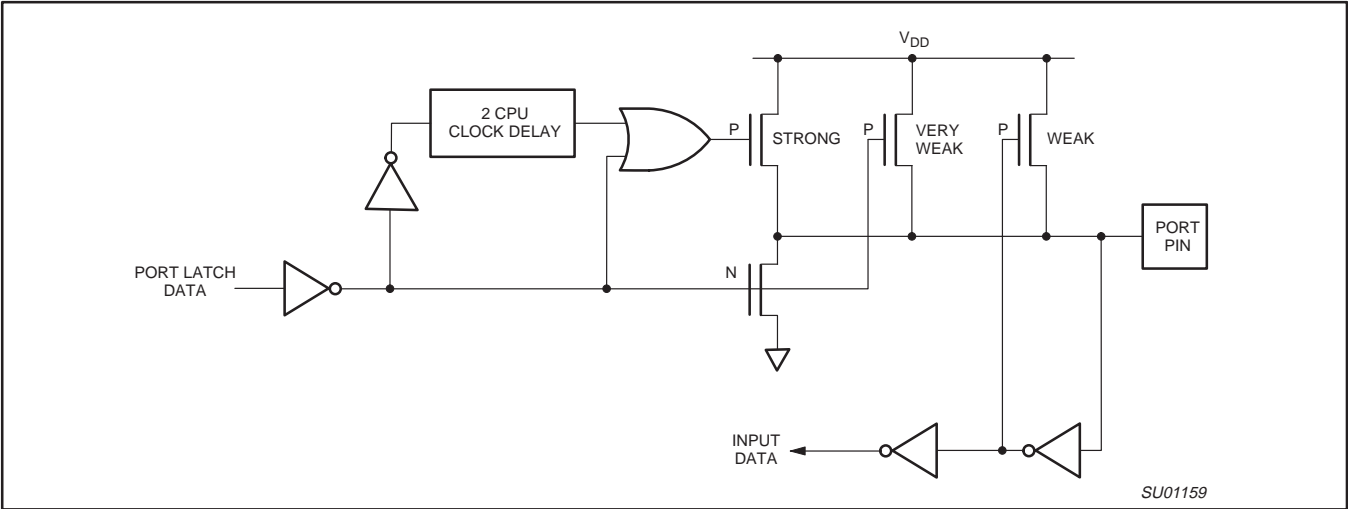 V_DD
2 CPU
CLOCK DELAY
P
STRONG
P
VERY
WEAK
P
WEAK
PORT
PIN
PORT LATCH
DATA
N
INPUT
DATA
SU01159